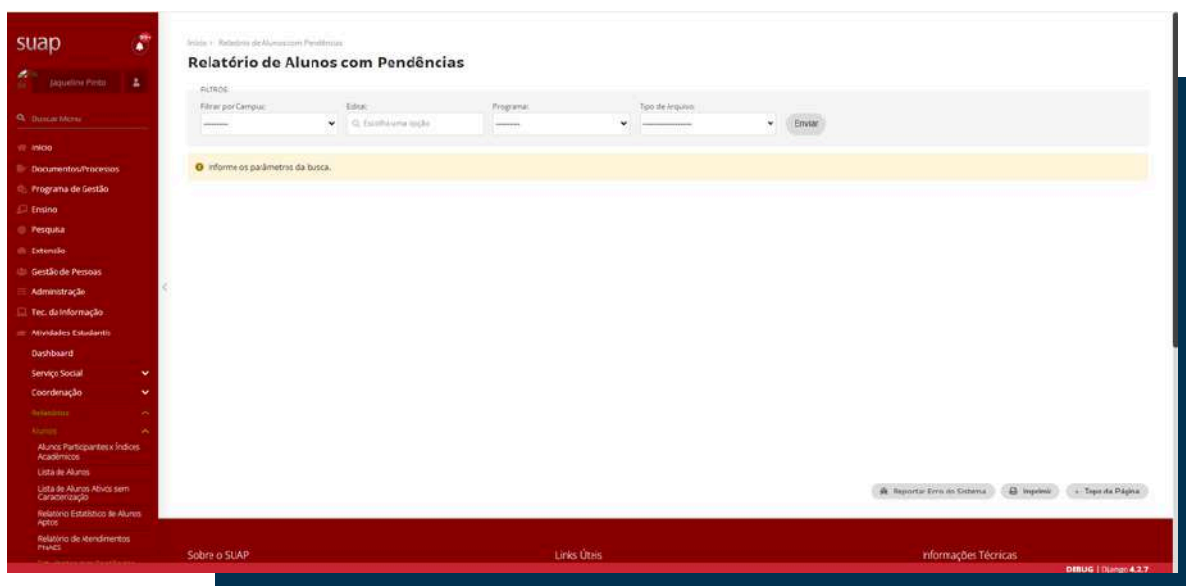 suap
99+
Jaqueline Pinto
Buscar Menu
Início
Documentos/Processos
Programa de Gestão
Ensino
Pesquisa
Extensão
Gestão de Pessoas
Administração
Tec. da Informação
Atividades Estudantis
Dashboard
Serviço Social
Coordenação
Relatórios
Alunos
Alunos Participantes x Índices
Acadêmicos
Lista de Alunos
Lista de Alunos Ativos sem
Caracterização
Relatório Estatístico de Alunos
Aptos
Relatório de Atendimentos
PNAES
Início > Relatório de Alunos com Pendências
Relatório de Alunos com Pendências
FILTROS:
Filtrar por Campus: Edital: Programa: Tipo de Arquivo:
-------- Escolha uma opção -------- ---------------- Enviar
Informe os parâmetros da busca.
Reportar Erro do Sistema Imprimir Topo da Página
Sobre o SUAP Links Úteis Informações Técnicas
DEBUG | Django 4.2.7